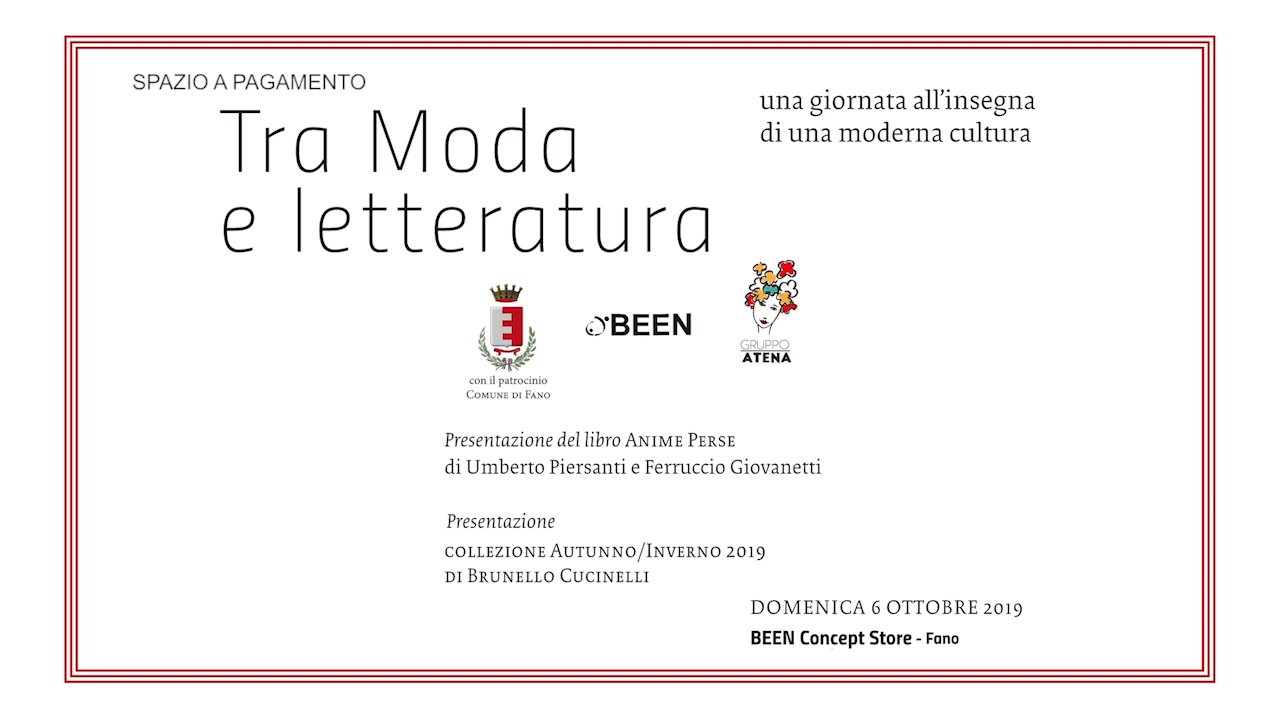 SPAZIO A PAGAMENTO
Tra Moda
e letteratura
una giornata all'insegna
di una moderna cultura
con il patrocinio
COMUNE DI FANO
BEEN
GRUPPO
ATENA
Presentazione del libro ANIME PERSE
di Umberto Piersanti e Ferruccio Giovanetti
Presentazione
COLLEZIONE AUTUNNO/INVERNO 2019
DI BRUNELLO CUCINELLI
DOMENICA 6 OTTOBRE 2019
BEEN Concept Store - Fano